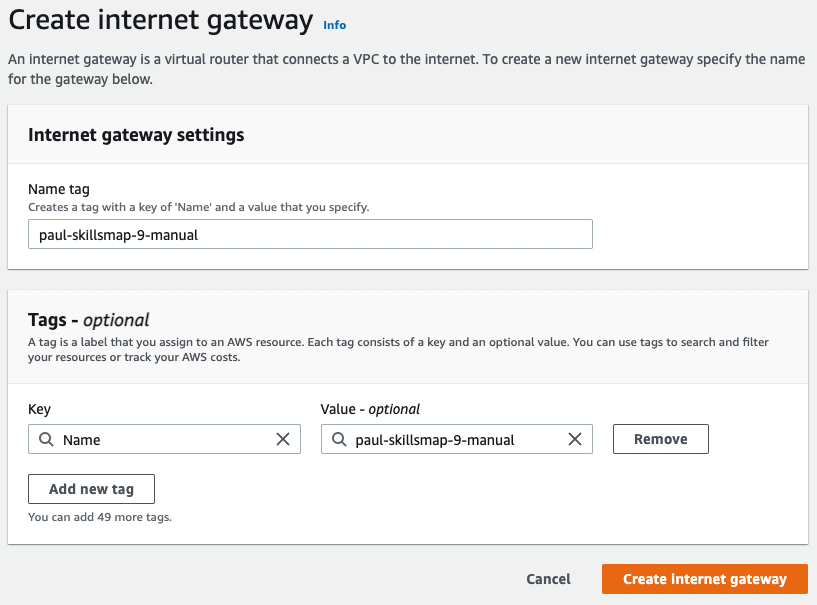 Create internet gateway Info
An internet gateway is a virtual router that connects a VPC to the internet. To create a new internet gateway specify the name
for the gateway below.
Internet gateway settings
Name tag
Creates a tag with a key of 'Name' and a value that you specify.
paul-skillsmap-9-manual
Tags - optional
A tag is a label that you assign to an AWS resource. Each tag consists of a key and an optional value. You can use tags to search and filter
your resources or track your AWS costs.
Key Value - optional
Name paul-skillsmap-9-manual Remove
Add new tag
You can add 49 more tags.
Cancel Create internet gateway